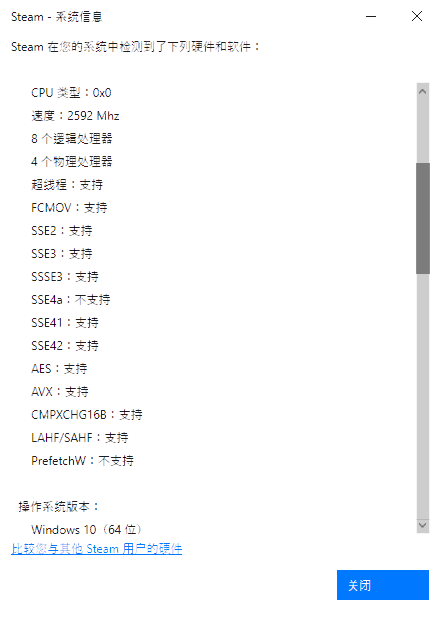 Steam - 系统信息
Steam 在您的系统中检测到了下列硬件和软件：
CPU 类型：0x0
速度：2592 Mhz
8 个逻辑处理器
4 个物理处理器
超线程：支持
FCMOV：支持
SSE2：支持
SSE3：支持
SSSE3：支持
SSE4a：不支持
SSE41：支持
SSE42：支持
AES：支持
AVX：支持
CMPXCHG16B：支持
LAHF/SAHF：支持
PrefetchW：不支持
操作系统版本：
Windows 10（64 位）
比较您与其他 Steam 用户的硬件
关闭